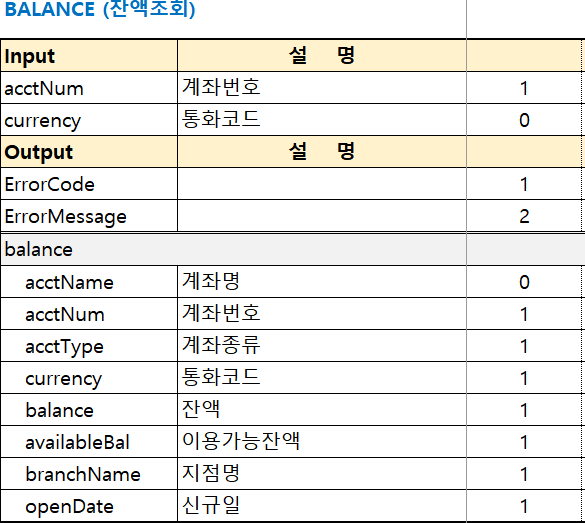 BALANCE (잔액조회)
Input 설 명
acctNum 계좌번호 1
currency 통화코드 0
Output 설 명
ErrorCode 1
ErrorMessage 2
balance
acctName 계좌명 0
acctNum 계좌번호 1
acctType 계좌종류 1
currency 통화코드 1
balance 잔액 1
availableBal 이용가능잔액 1
branchName 지점명 1
openDate 신규일 1